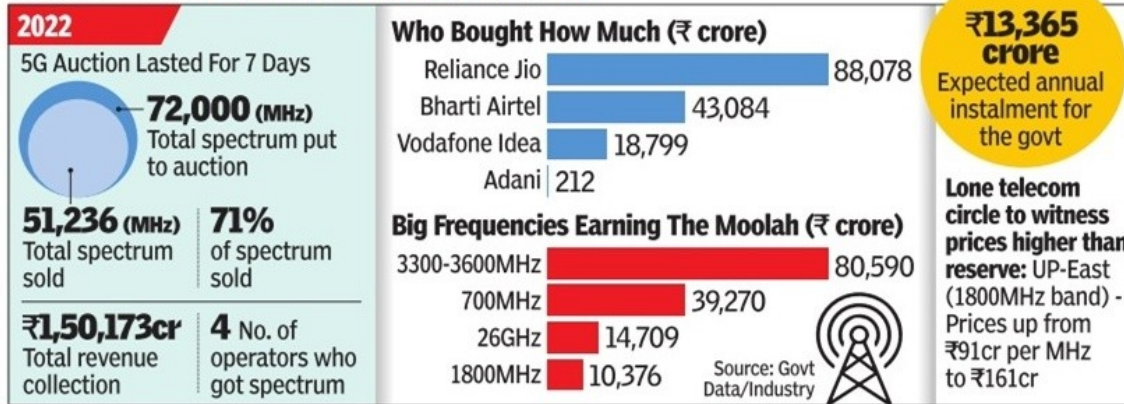 2022
5G Auction Lasted For 7 Days
72,000 (MHz)
Total spectrum put
to auction
51,236 (MHz)
Total spectrum
sold
71%
of spectrum
sold
₹1,50,173cr
Total revenue
collection
4 No. of
operators who
got spectrum
Who Bought How Much (₹ crore)
Reliance Jio 88,078
Bharti Airtel 43,084
Vodafone Idea 18,799
Adani 212
Big Frequencies Earning The Moolah (₹ crore)
3300-3600MHz 80,590
700MHz 39,270
26GHz 14,709
1800MHz 10,376
Source: Govt
Data/Industry
₹13,365
crore
Expected annual
instalment for
the govt
Lone telecom
circle to witness
prices higher than
reserve: UP-East
(1800MHz band) -
Prices up from
₹91cr per MHz
to ₹161cr